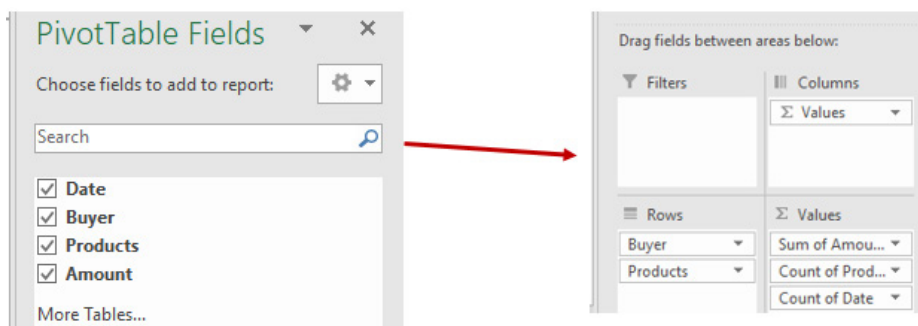 PivotTable Fields
Choose fields to add to report:
Search
Date
Buyer
Products
Amount
More Tables...
Drag fields between areas below:
Filters
Columns
Σ Values
Rows
Σ Values
Buyer
Sum of Amou...
Products
Count of Prod...
Count of Date